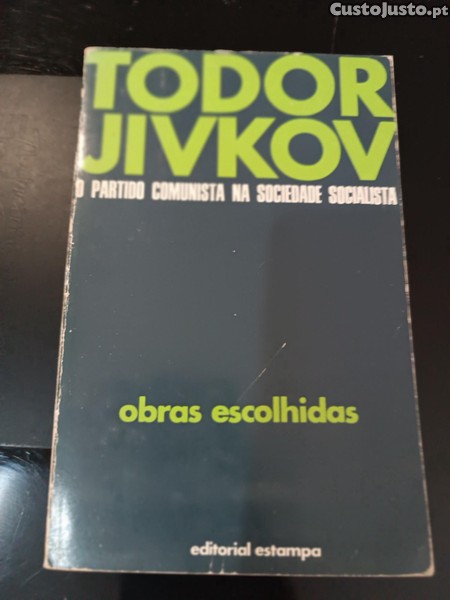 CustoJusto.pt
TODOR
JIVKOV
O PARTIDO COMUNISTA NA SOCIEDADE SOCIALISTA
obras escolhidas
editorial estampa